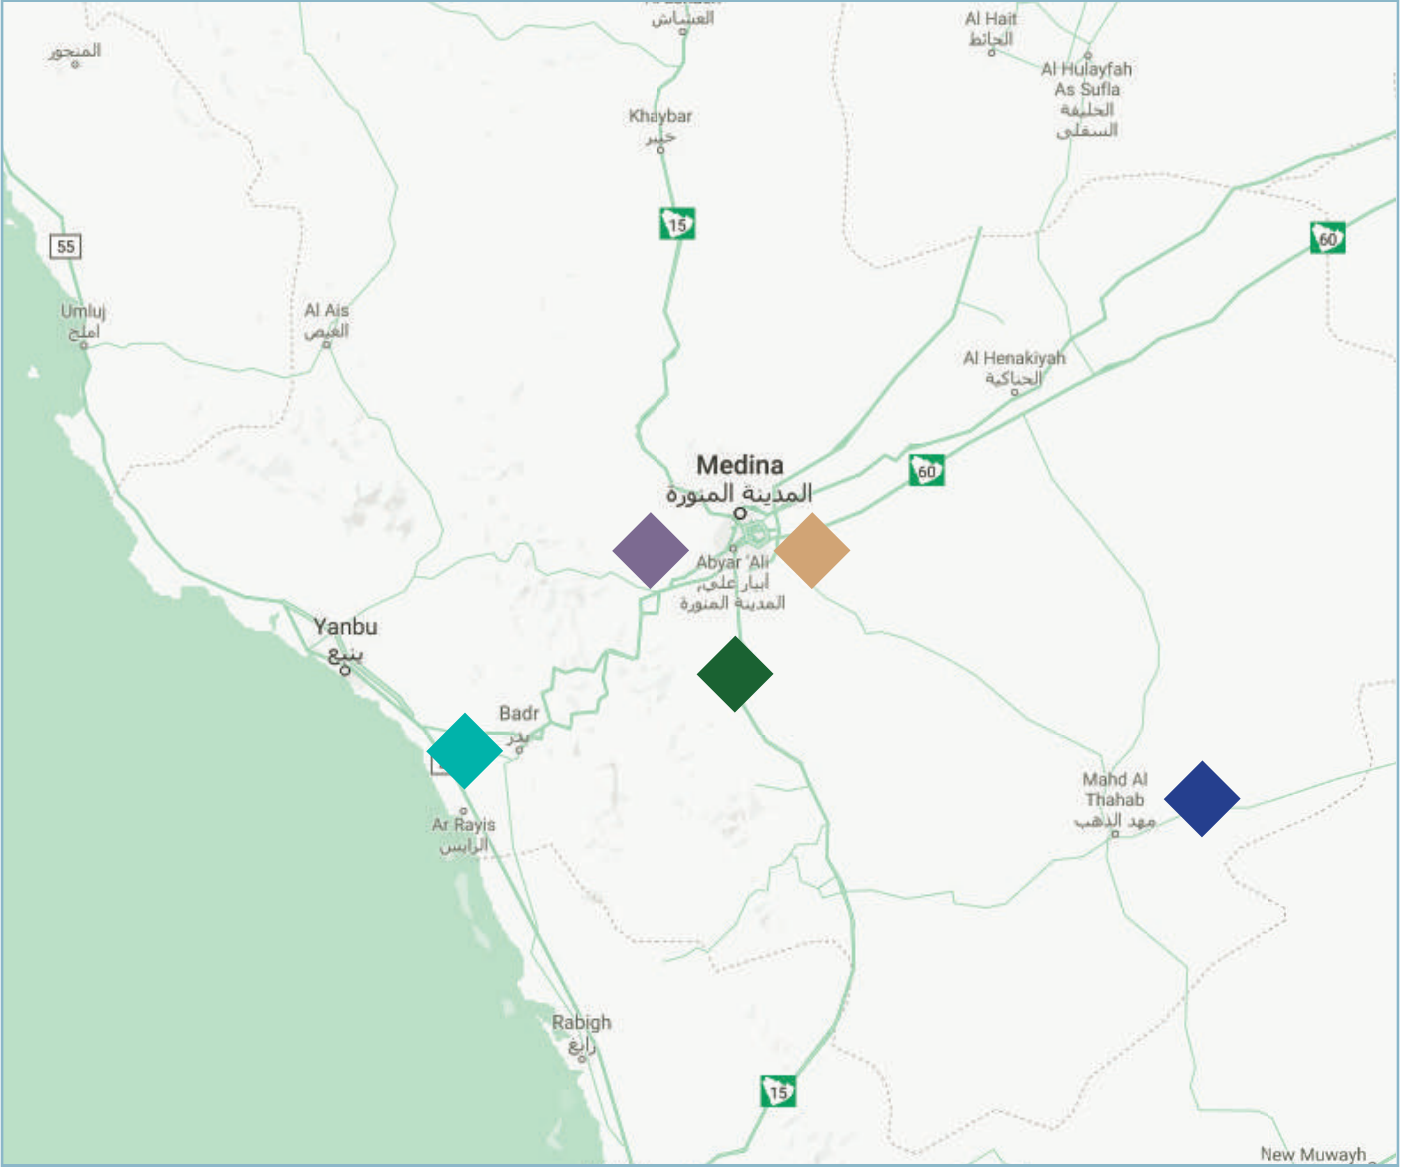 العشاش
Al Hait
الحائط
المنجور
Al Hulayfah
As Sufla
الحليفة
السفلى
Khaybar
خيبر
15
60
55
Umluj
املج
Al Ais
العيص
Al Henakiyah
الحناكية
Medina
المدينة المنورة
60
Abyar 'Ali
أبيار علي،
المدينة المنورة
Yanbu
ينبع
Badr
بدر
Mahd Al
Thahab
مهد الذهب
Ar Rayis
الرايس
Rabigh
رابغ
15
New Muwayh